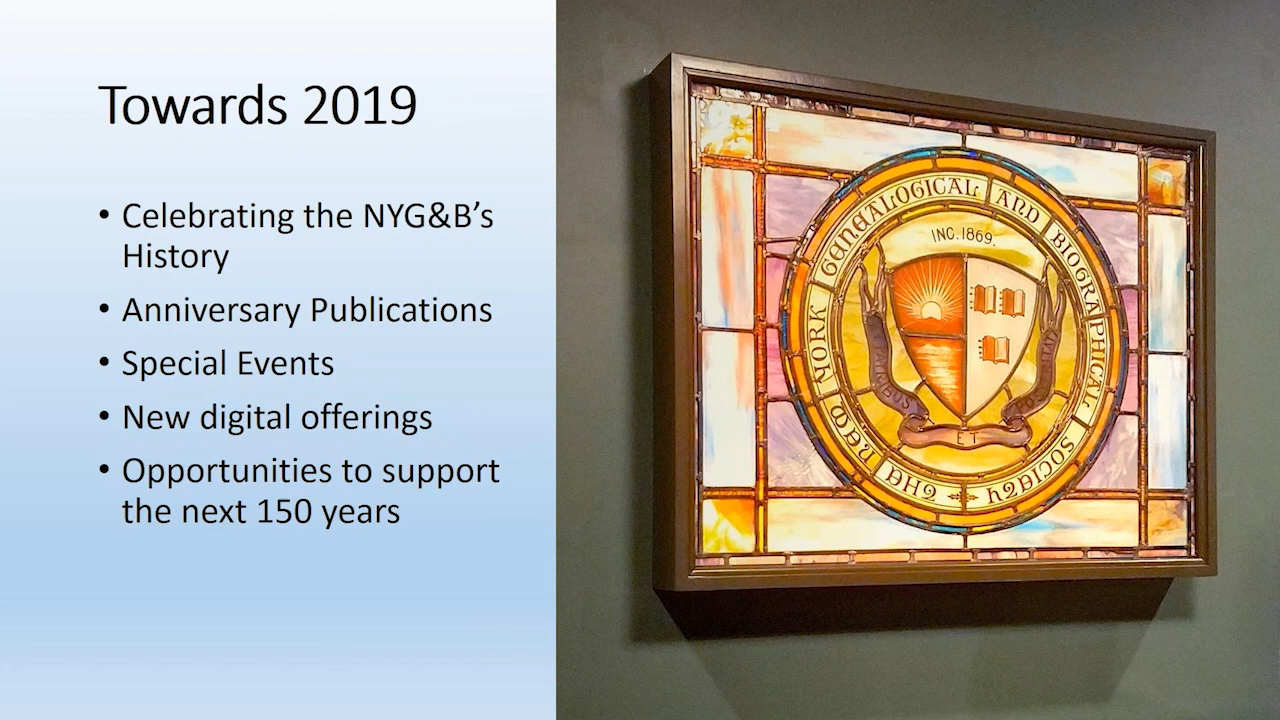 Towards 2019
• Celebrating the NYG&B’s
History
• Anniversary Publications
• Special Events
• New digital offerings
• Opportunities to support
the next 150 years
THE NEW YORK GENEALOGICAL AND BIOGRAPHICAL SOCIETY
INC. 1869.
ET